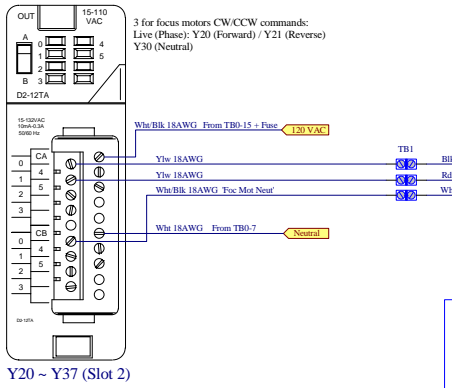 OUT
15-110
VAC
A
0
4
1
5
2
B
3
D2-12TA
3 for focus motors CW/CCW commands:
Live (Phase): Y20 (Forward) / Y21 (Reverse)
Y30 (Neutral)
15-132VAC
10mA-0.3A
50/60 Hz
Wht/Blk 18AWG From TB0-15 + Fuse
120 VAC
TB1
CA
0
4
Ylw 18AWG
Blk
1
5
Ylw 18AWG
Rd
2
Wht/Blk 18AWG 'Foc Mot Neut'
Wh
3
CB
Wht 18AWG From TB0-7
Neutral
0
4
1
5
2
3
D2-12TA
Y20 ~ Y37 (Slot 2)